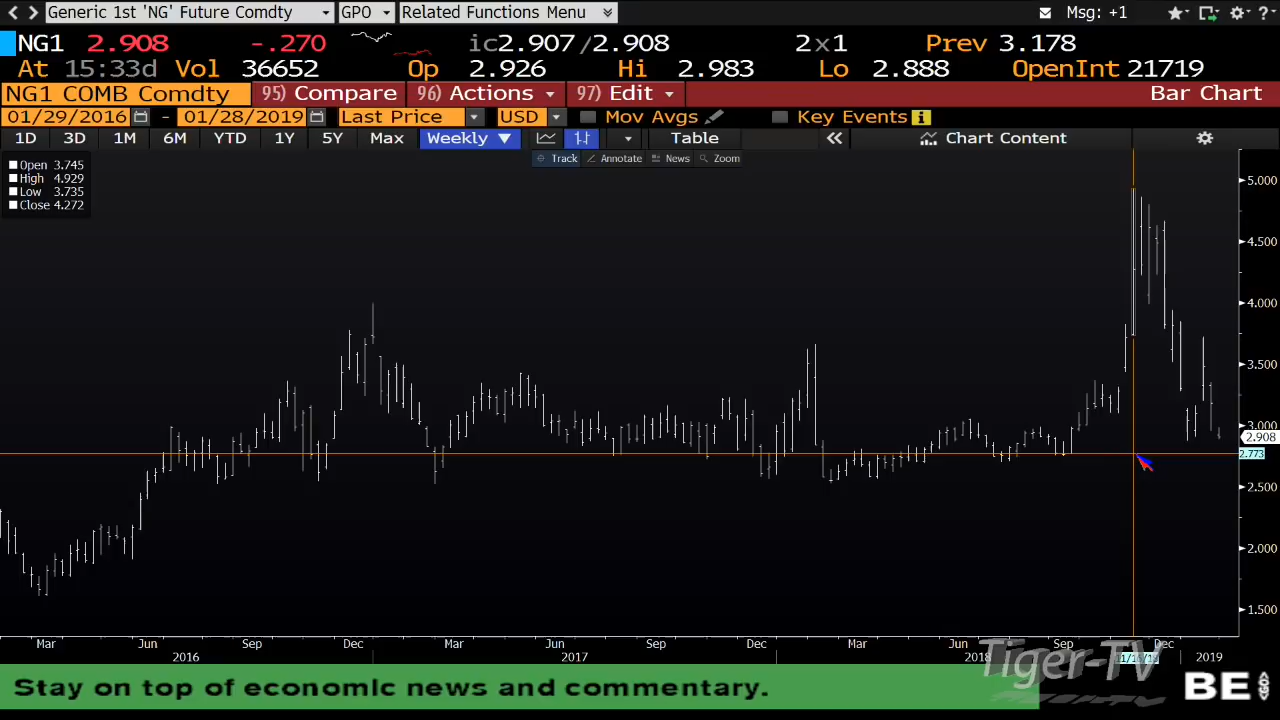 Generic 1st 'NG' Future Comdty GPO Related Functions Menu Msg: +1
NG1 2.908 -.270 ic2.907/2.908 2x1 Prev 3.178
At 15:33d Vol 36652 Op 2.926 Hi 2.983 Lo 2.888 OpenInt 21719
NG1 COMB Comdty 95) Compare 96) Actions 97) Edit Bar Chart
01/29/2016 - 01/28/2019 Last Price USD Mov Avgs Key Events i
1D 3D 1M 6M YTD 1Y 5Y Max Weekly Table Chart Content
Track Annotate News Zoom
Open 3.745
High 4.929
Low 3.735
Close 4.272
5.000
4.500
4.000
3.500
3.000
2.908
2.773
2.500
2.000
1.500
Mar Jun Sep Dec Mar Jun Sep Dec Mar Jun Sep Dec
2016 2017 2018 2019
Tiger-TV
Stay on top of economic news and commentary.
BE